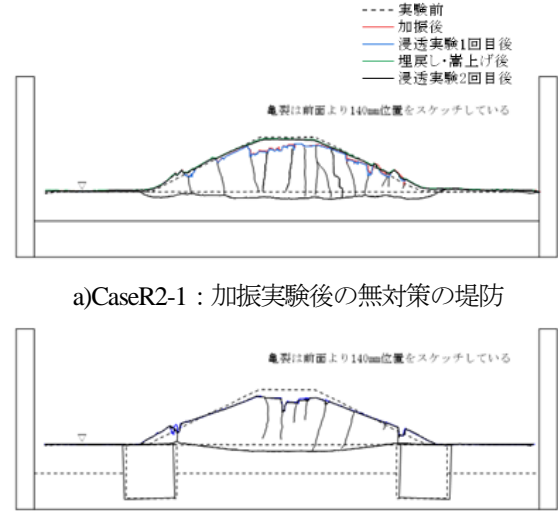 実験前
加振後
浸透実験1回目後
埋戻し・嵩上げ後
浸透実験2回目後
亀裂は前面より140mm位置をスケッチしている
a)CaseR2-1：加振実験後の無対策の堤防
亀裂は前面より140mm位置をスケッチしている